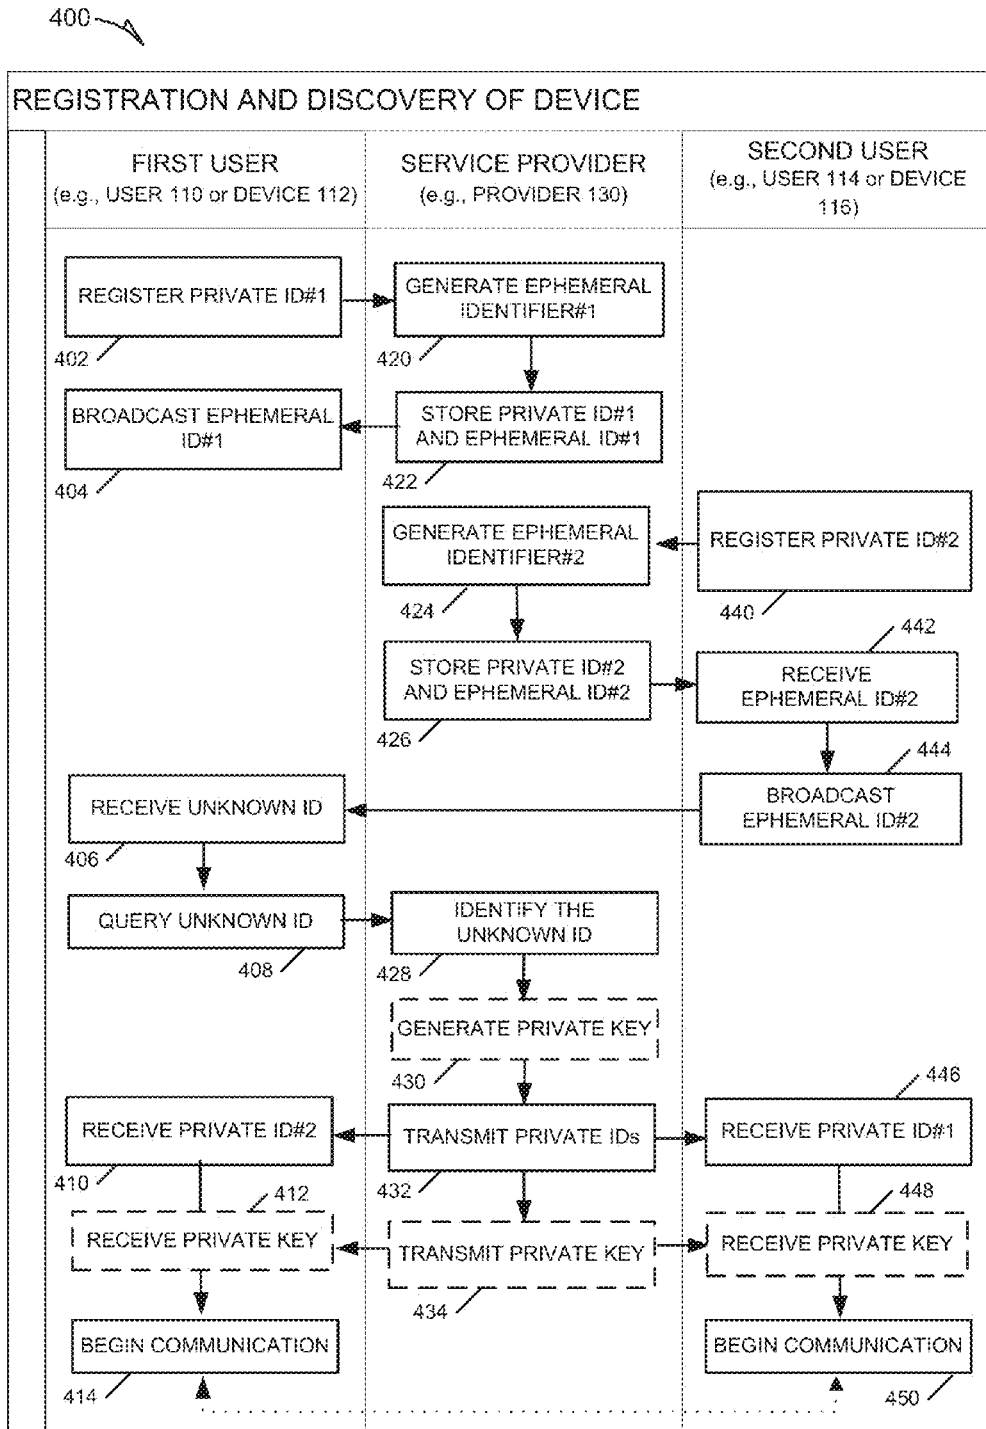 400
REGISTRATION AND DISCOVERY OF DEVICE
FIRST USER
(e.g., USER 110 or DEVICE 112)
SERVICE PROVIDER
(e.g., PROVIDER 130)
SECOND USER
(e.g., USER 114 or DEVICE
116)
REGISTER PRIVATE ID#1
402
GENERATE EPHEMERAL
IDENTIFIER#1
420
BROADCAST EPHEMERAL
ID#1
404
STORE PRIVATE ID#1
AND EPHEMERAL ID#1
422
GENERATE EPHEMERAL
IDENTIFIER#2
424
REGISTER PRIVATE ID#2
440
STORE PRIVATE ID#2
AND EPHEMERAL ID#2
426
442
RECEIVE
EPHEMERAL ID#2
444
BROADCAST
EPHEMERAL ID#2
RECEIVE UNKNOWN ID
406
QUERY UNKNOWN ID
408
IDENTIFY THE
UNKNOWN ID
428
GENERATE PRIVATE KEY
430
446
RECEIVE PRIVATE ID#2
410
TRANSMIT PRIVATE IDs
432
RECEIVE PRIVATE ID#1
412
RECEIVE PRIVATE KEY
TRANSMIT PRIVATE KEY
434
448
RECEIVE PRIVATE KEY
BEGIN COMMUNICATION
414
BEGIN COMMUNICATION
450